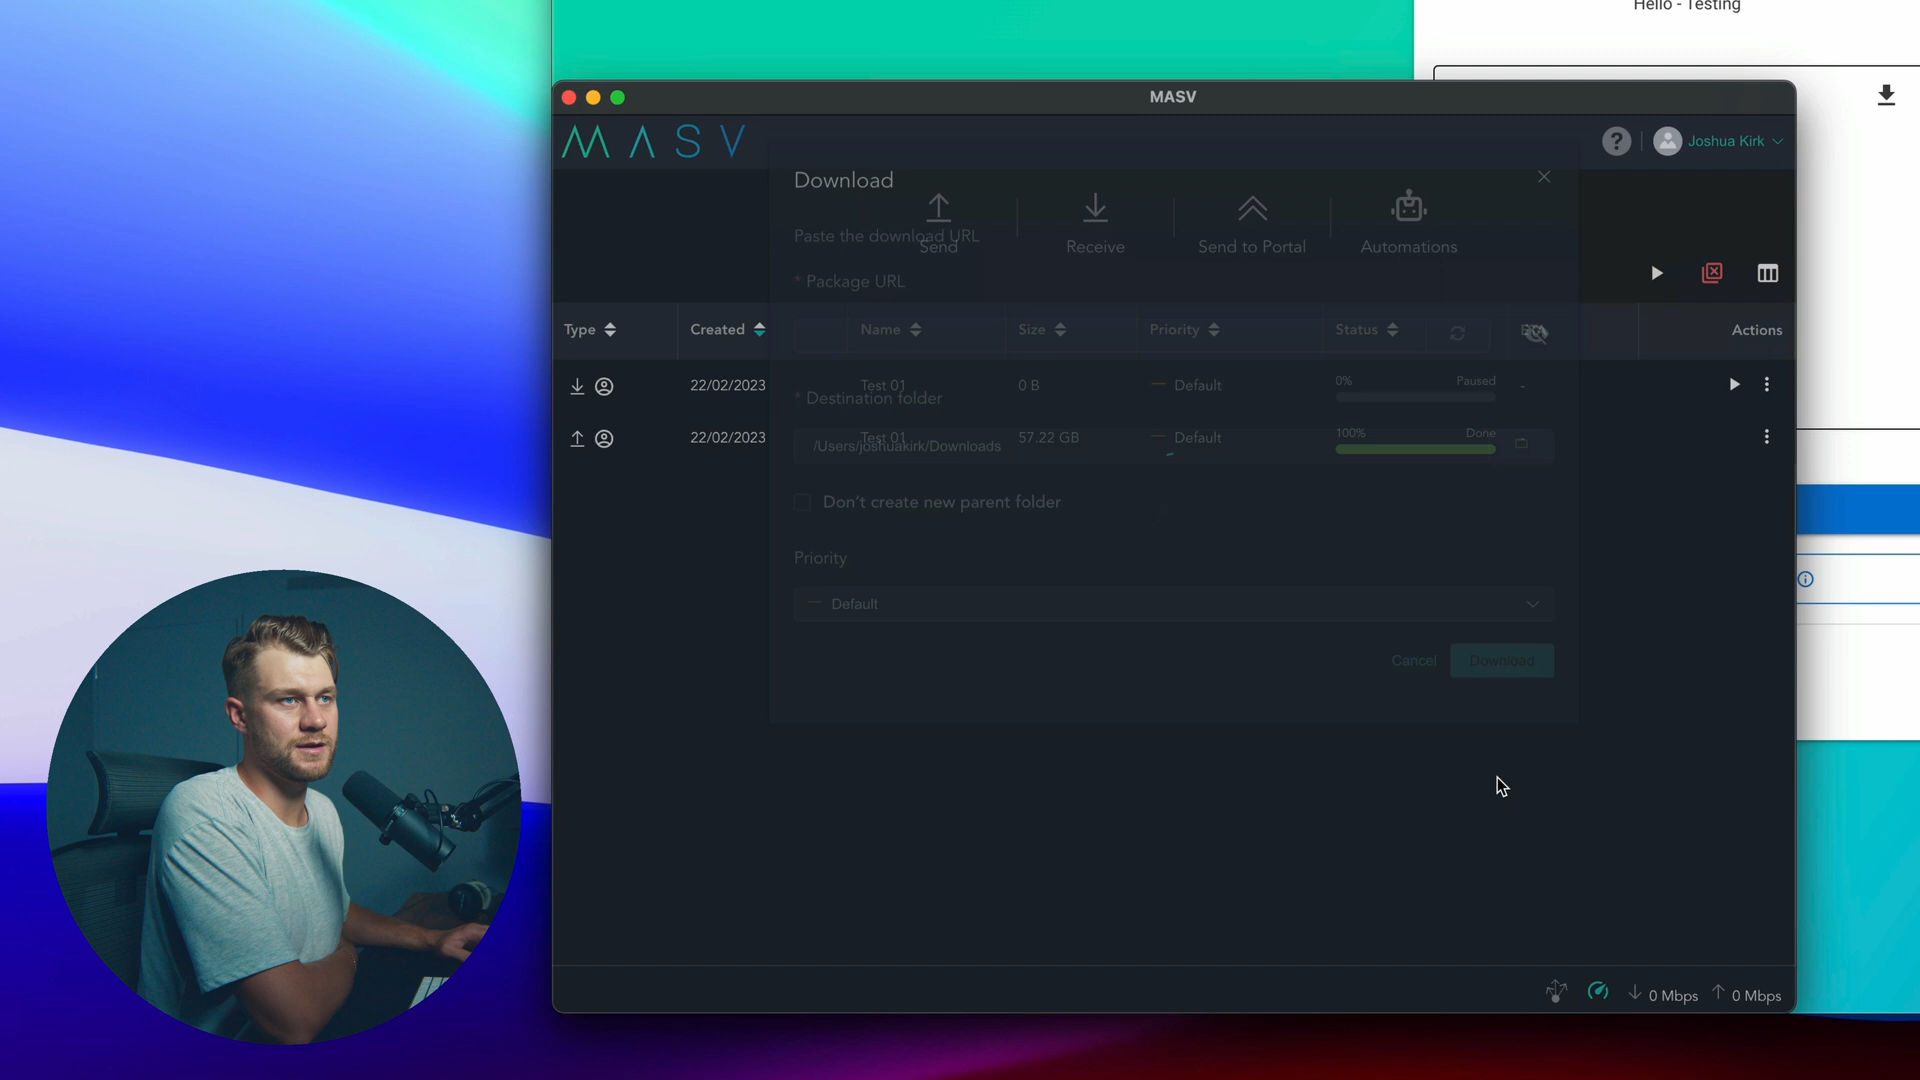 Hello - Testing
MASV
MASV
? Joshua Kirk
Download
Send
Receive
Send to Portal
Automations
Paste the download URL
* Package URL
Type
Created
Name
Size
Priority
Status
ETA
Actions
22/02/2023
Test 01
0 B
Default
0%
Paused
-
* Destination folder
22/02/2023
Test 01
57.22 GB
Default
100%
Done
/Users/joshuakirk/Downloads
Don't create new parent folder
Priority
Default
Cancel
Download
0 Mbps
0 Mbps